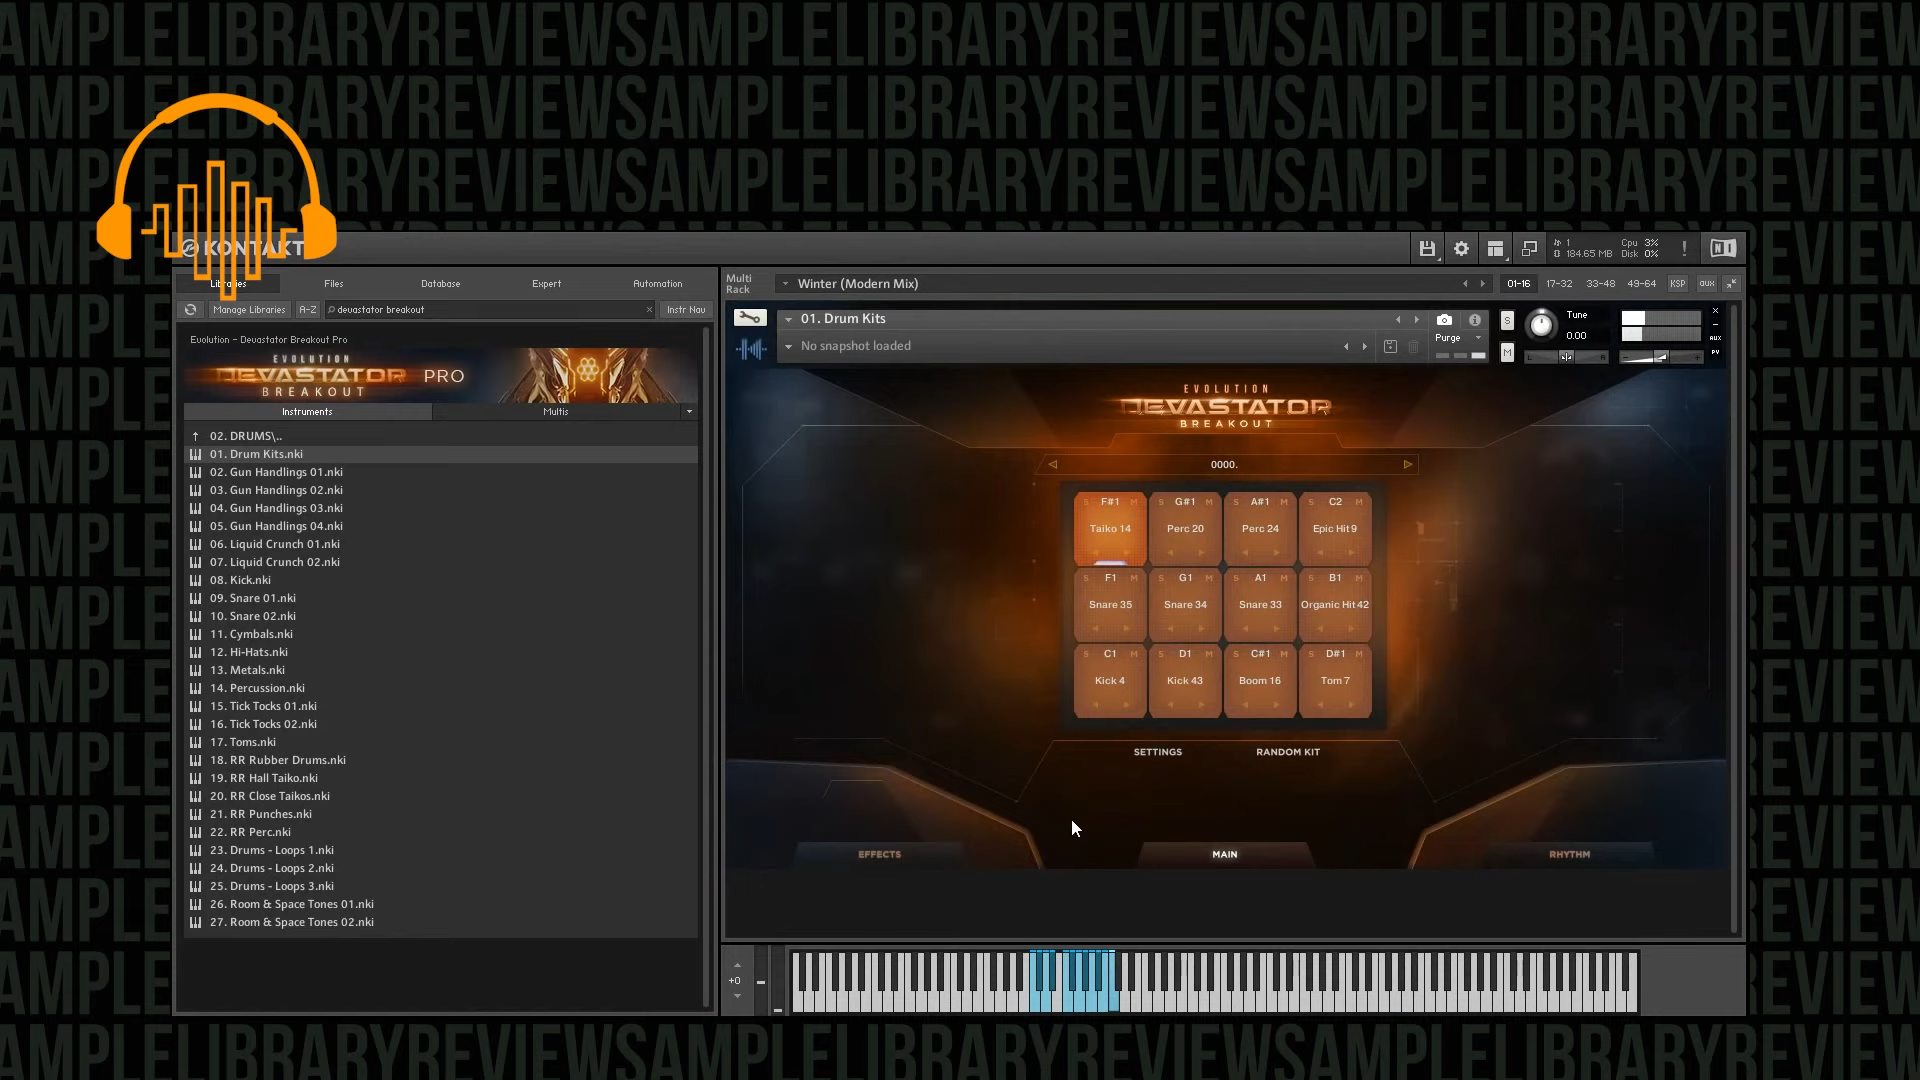 SAMPLELIBRARYREVIEW
KONTAKT
1
184.65 MB
Cpu 3%
Disk 0%
!
NI
Libraries
Files
Database
Expert
Automation
Manage Libraries
A-Z
devastator breakout
×
Instr Nav
Evolution - Devastator Breakout Pro
EVOLUTION
DEVASTATOR PRO
BREAKOUT
Instruments
Multis
02. DRUMS\..
01. Drum Kits.nki
02. Gun Handlings 01.nki
03. Gun Handlings 02.nki
04. Gun Handlings 03.nki
05. Gun Handlings 04.nki
06. Liquid Crunch 01.nki
07. Liquid Crunch 02.nki
08. Kick.nki
09. Snare 01.nki
10. Snare 02.nki
11. Cymbals.nki
12. Hi-Hats.nki
13. Metals.nki
14. Percussion.nki
15. Tick Tocks 01.nki
16. Tick Tocks 02.nki
17. Toms.nki
18. RR Rubber Drums.nki
19. RR Hall Taiko.nki
20. RR Close Taikos.nki
21. RR Punches.nki
22. RR Perc.nki
23. Drums - Loops 1.nki
24. Drums - Loops 2.nki
25. Drums - Loops 3.nki
26. Room & Space Tones 01.nki
27. Room & Space Tones 02.nki
Multi
Rack
Winter (Modern Mix)
01-16
17-32
33-48
49-64
KSP
aux
01. Drum Kits
No snapshot loaded
Purge
S
M
Tune
0.00
L
R
AUX
PV
EVOLUTION
DEVASTATOR
BREAKOUT
0000.
S F#1 M
Taiko 14
S G#1 M
Perc 20
S A#1 M
Perc 24
S C2 M
Epic Hit 9
S F1 M
Snare 35
S G1 M
Snare 34
S A1 M
Snare 33
S B1 M
Organic Hit 42
S C1 M
Kick 4
S D1 M
Kick 43
S C#1 M
Boom 16
S D#1 M
Tom 7
SETTINGS
RANDOM KIT
EFFECTS
MAIN
RHYTHM
+0